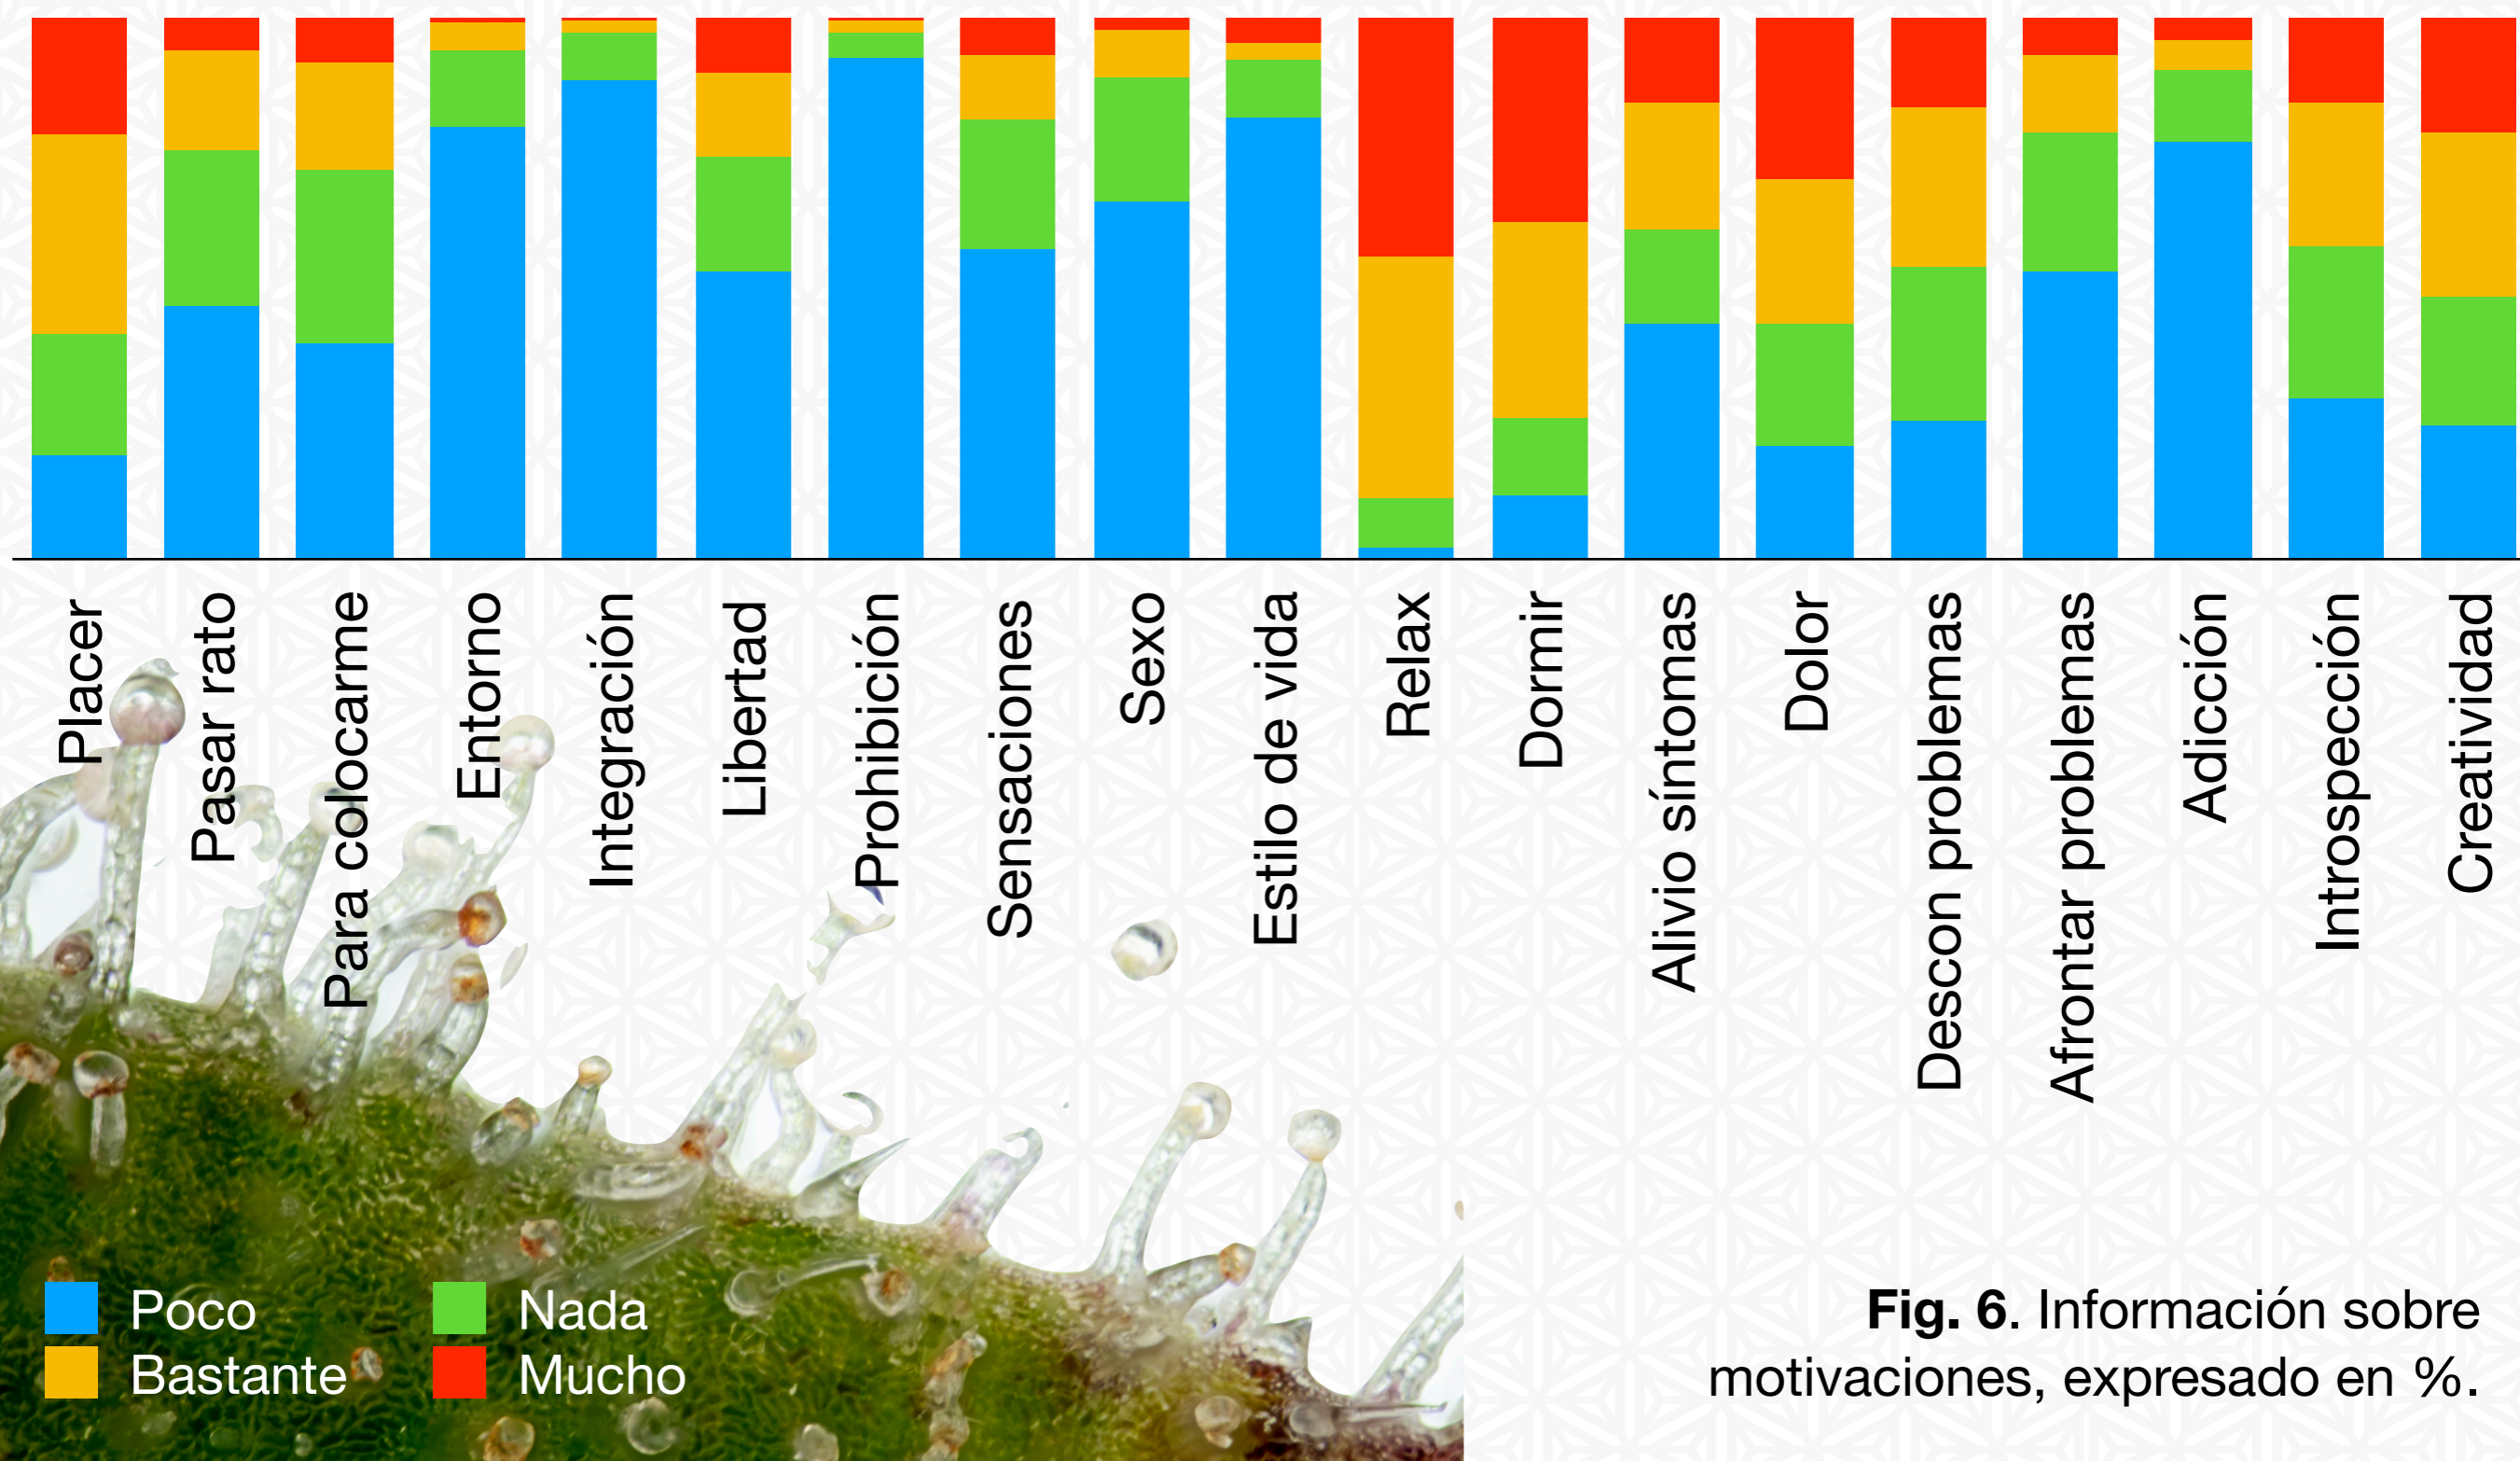 Placer
Pasar rato
Para colocarme
Entorno
Integración
Libertad
Prohibición
Sensaciones
Sexo
Estilo de vida
Relax
Dormir
Alivio síntomas
Dolor
Descon problemas
Afrontar problemas
Adicción
Introspección
Creatividad
Poco
Nada
Bastante
Mucho
Fig. 6. Información sobre
motivaciones, expresado en %.